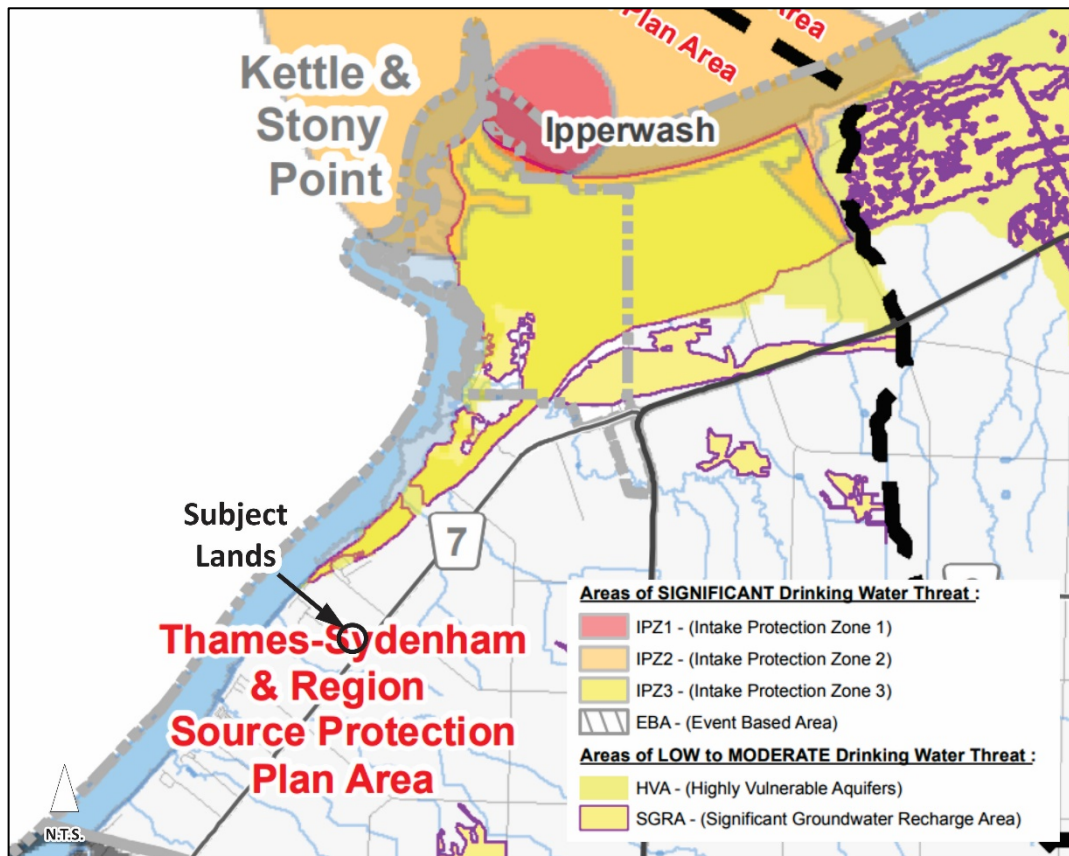 Area
Plan Area
Kettle &
Stony
Point
Ipperwash
Subject
Lands
7
Thames-Sydenham
& Region
Source Protection
Plan Area
N.T.S.
Areas of SIGNIFICANT Drinking Water Threat :
IPZ1 - (Intake Protection Zone 1)
IPZ2 - (Intake Protection Zone 2)
IPZ3 - (Intake Protection Zone 3)
EBA - (Event Based Area)
Areas of LOW to MODERATE Drinking Water Threat :
HVA - (Highly Vulnerable Aquifers)
SGRA - (Significant Groundwater Recharge Area)